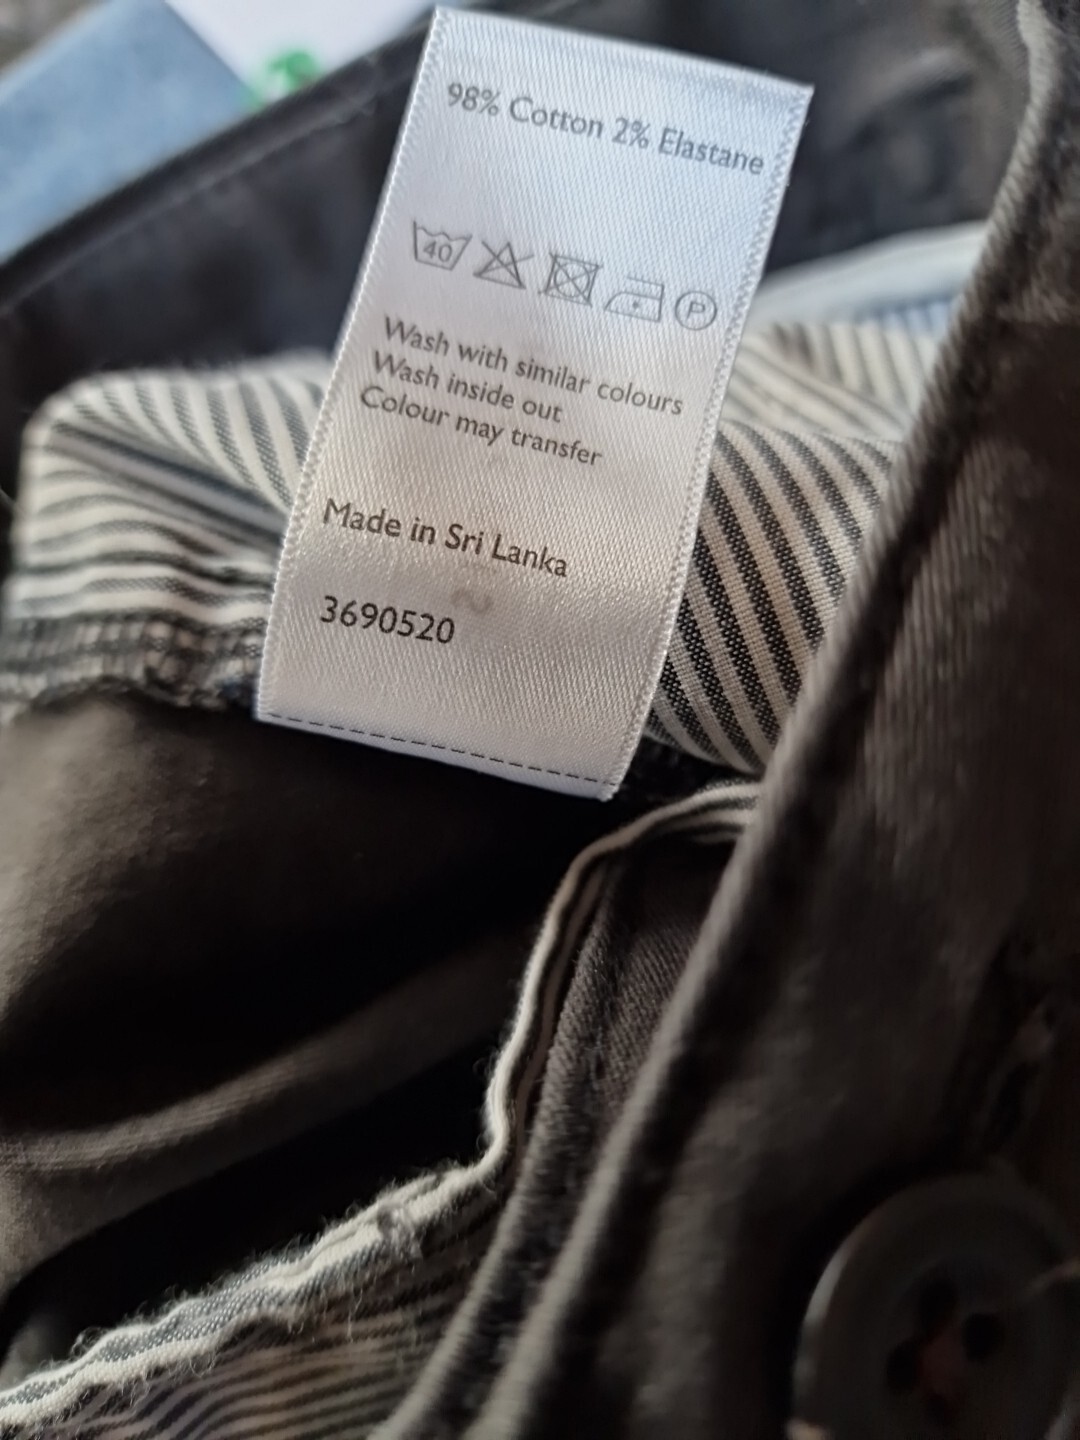 98% Cotton 2% Elastane
40 P
Wash with similar colours
Wash inside out
Colour may transfer
Made in Sri Lanka
3690520